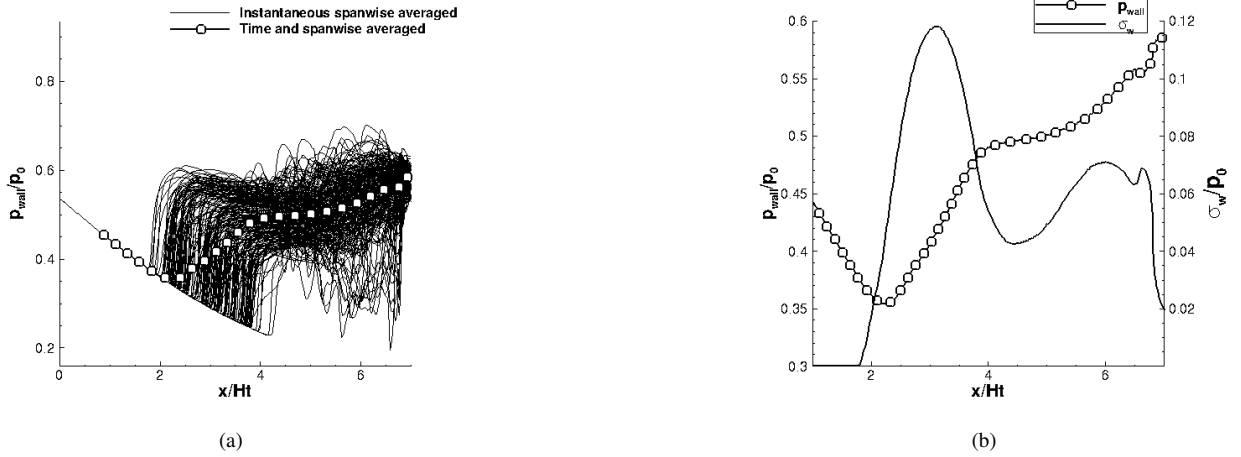 Instantaneous spanwise averaged
Time and spanwise averaged
0.8
0.6
0.4
0.2
p_wall/p_0
0
2
4
6
x/Ht
(a)
p_wall
σ_w
0.6
0.55
0.5
0.45
0.4
0.35
0.3
p_wall/p_0
0.12
0.1
0.08
0.06
0.04
0.02
σ_w/p_0
2
4
6
x/Ht
(b)